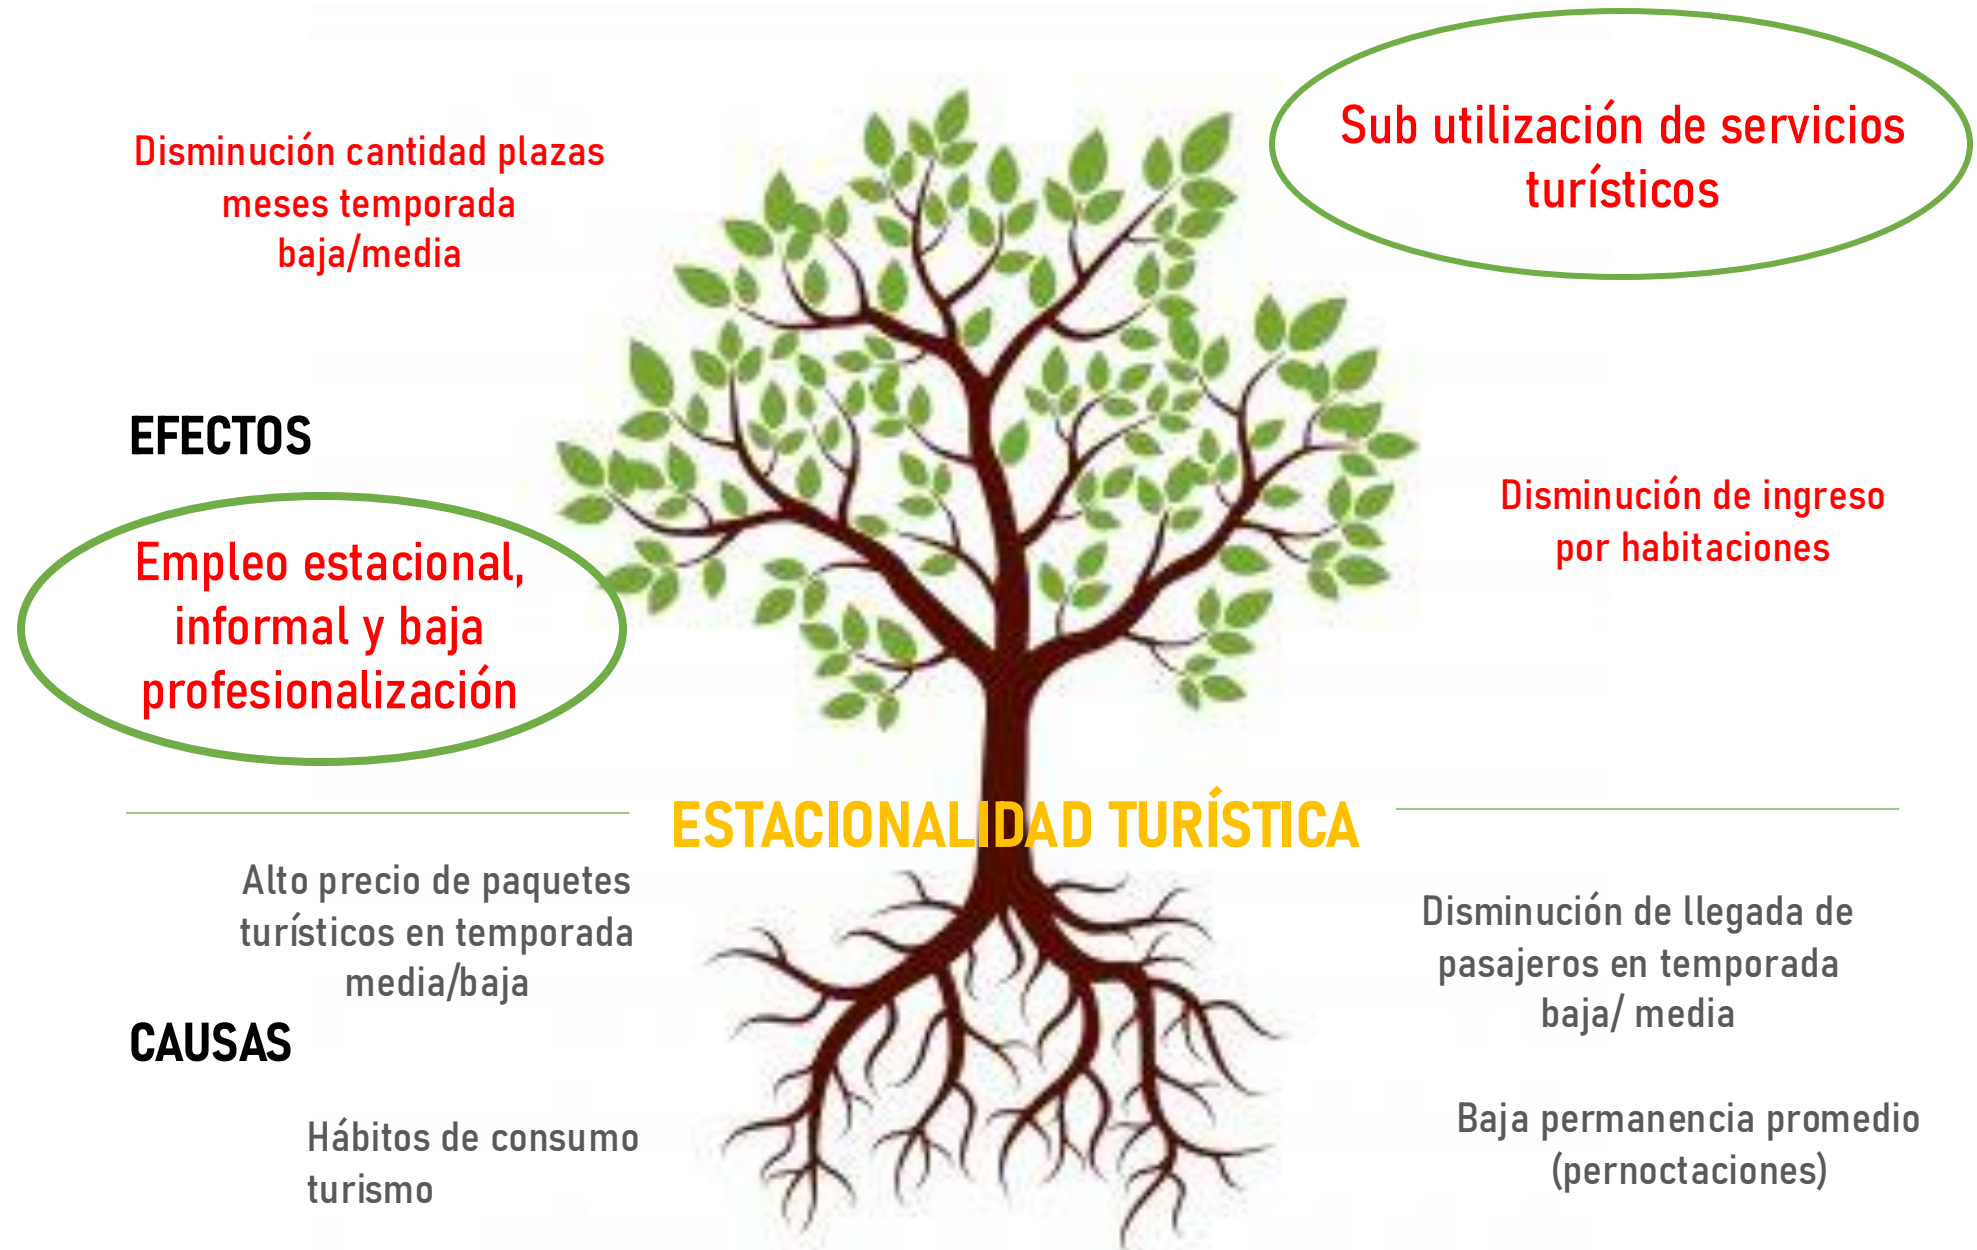 Sub utilización de servicios
turísticos
Disminución cantidad plazas
meses temporada
baja/media
EFECTOS
Disminución de ingreso
por habitaciones
Empleo estacional,
informal y baja
profesionalización
ESTACIONALIDAD TURÍSTICA
Alto precio de paquetes
turísticos en temporada
media/baja
Disminución de llegada de
pasajeros en temporada
baja/ media
CAUSAS
Hábitos de consumo
turismo
Baja permanencia promedio
(pernoctaciones)